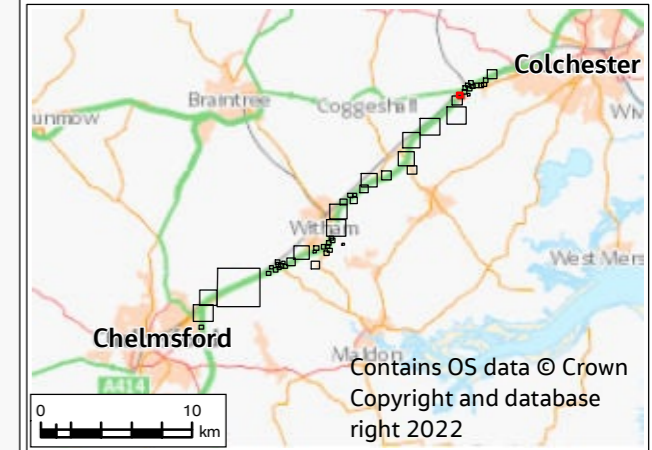 Colchester
Braintree
Coggeshall
unmow
Wiv
Witham
West Mers
Chelmsford
Maldon
A414
Contains OS data © Crown
Copyright and database
right 2022
0 10
km